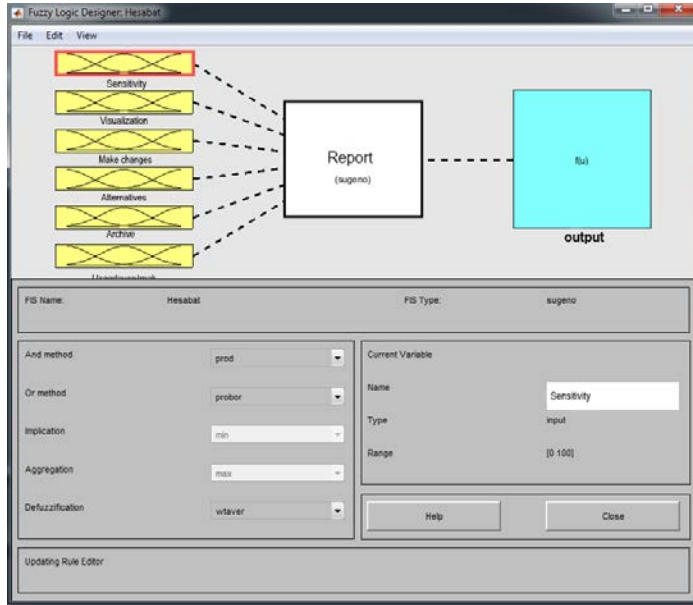 Fuzzy Logic Designer: Hesabat
File Edit View
Sensitivity
Visualization
Make changes
Alternatives
Archive
Report
(sugeno)
f(u)
output
FIS Name: Hesabat FIS Type: sugeno
And method prod
Or method probor
Implication min
Aggregation max
Defuzzification wtaver
Current Variable
Name Sensitivity
Type input
Range [0 100]
Help Close
Updating Rule Editor